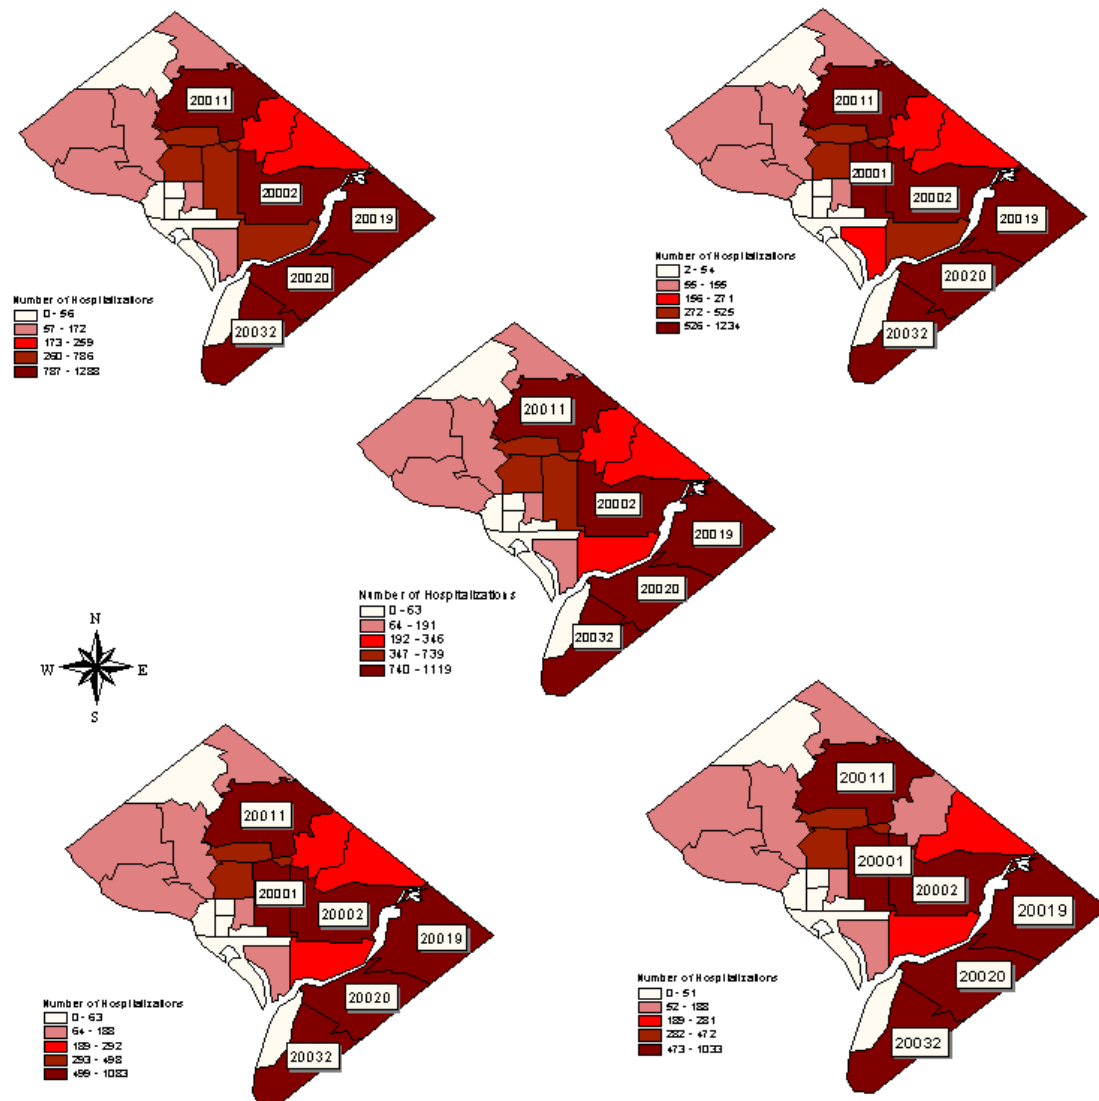 20011
20002
20019
20020
20032
Number of Hospitalizations
0 - 56
57 - 172
173 - 259
260 - 786
787 - 1288
20011
20001
20002
20019
20020
20032
Number of Hospitalizations
2 - 54
55 - 155
156 - 271
272 - 525
526 - 1234
20011
20002
20019
20020
20032
Number of Hospitalizations
0 - 63
64 - 191
192 - 346
347 - 739
740 - 1119
N
W E
S
20011
20001
20002
20019
20020
20032
Number of Hospitalizations
0 - 63
64 - 188
189 - 292
293 - 498
499 - 1083
20011
20001
20002
20019
20020
20032
Number of Hospitalizations
0 - 51
52 - 188
189 - 281
282 - 472
473 - 1033